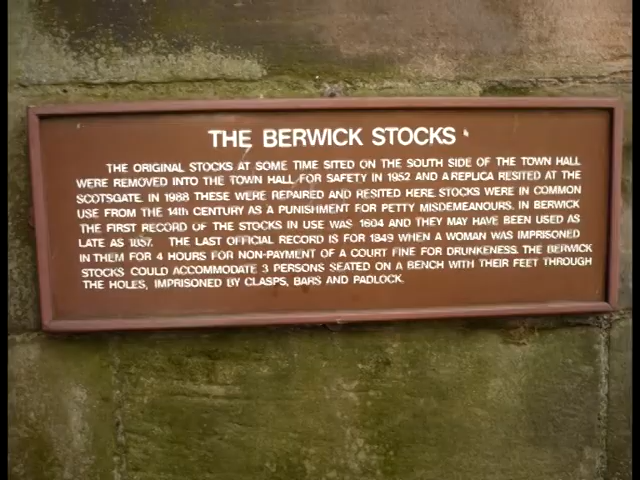 THE BERWICK STOCKS
THE ORIGINAL STOCKS AT SOME TIME SITED ON THE SOUTH SIDE OF THE TOWN HALL
WERE REMOVED INTO THE TOWN HALL FOR SAFETY IN 1952 AND A REPLICA RESITED AT THE
SCOTSGATE. IN 1988 THESE WERE REPAIRED AND RESITED HERE. STOCKS WERE IN COMMON
USE FROM THE 14th CENTURY AS A PUNISHMENT FOR PETTY MISDEMEANOURS. IN BERWICK
THE FIRST RECORD OF THE STOCKS IN USE WAS 1604 AND THEY MAY HAVE BEEN USED AS
LATE AS 1857. THE LAST OFFICIAL RECORD IS FOR 1849 WHEN A WOMAN WAS IMPRISONED
IN THEM FOR 4 HOURS FOR NON-PAYMENT OF A COURT FINE FOR DRUNKENESS. THE BERWICK
STOCKS COULD ACCOMMODATE 3 PERSONS SEATED ON A BENCH WITH THEIR FEET THROUGH
THE HOLES, IMPRISONED BY CLASPS, BARS AND PADLOCK.